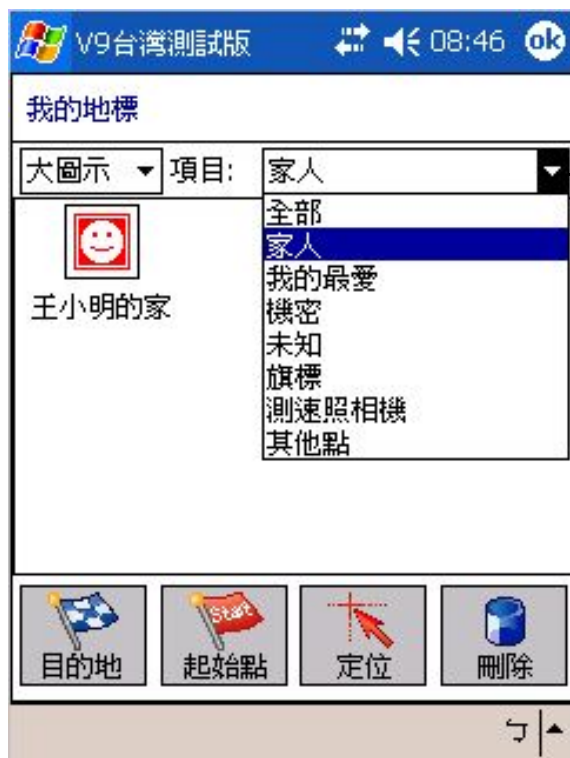 V9台灣測試版 08:46 ok
我的地標
大圖示 項目: 家人
全部
家人
我的最愛
機密
未知
旗標
測速照相機
其他點
王小明的家
Start
目的地 起始點 定位 刪除
ㄅ